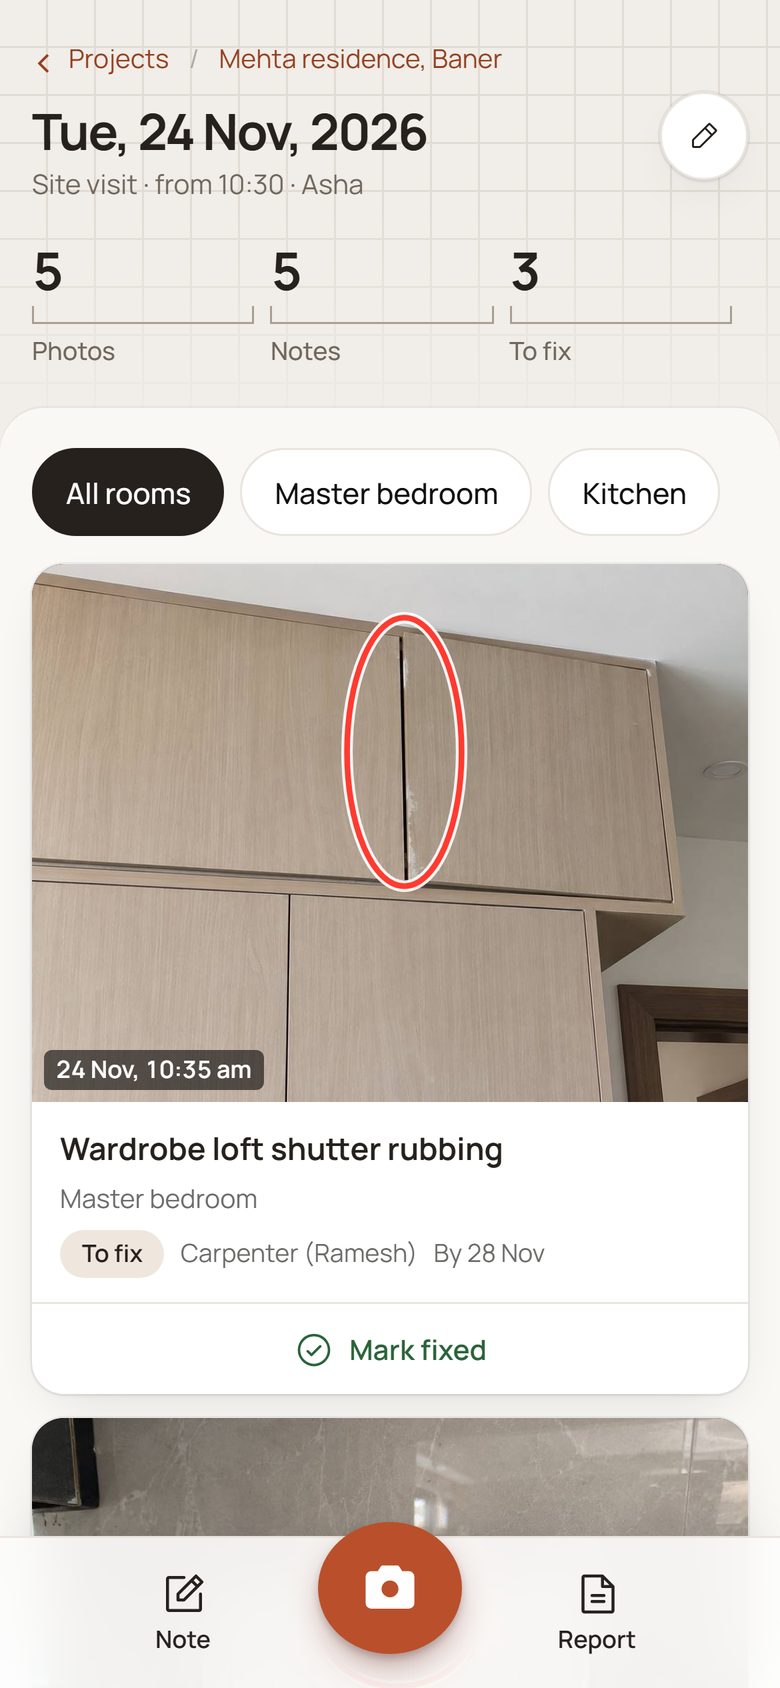 Projects / Mehta residence, Baner
Tue, 24 Nov, 2026
Site visit · from 10:30 · Asha
5 5 3
Photos Notes To fix
All rooms Master bedroom Kitchen
24 Nov, 10:35 am
Wardrobe loft shutter rubbing
Master bedroom
To fix Carpenter (Ramesh) By 28 Nov
Mark fixed
Note Report